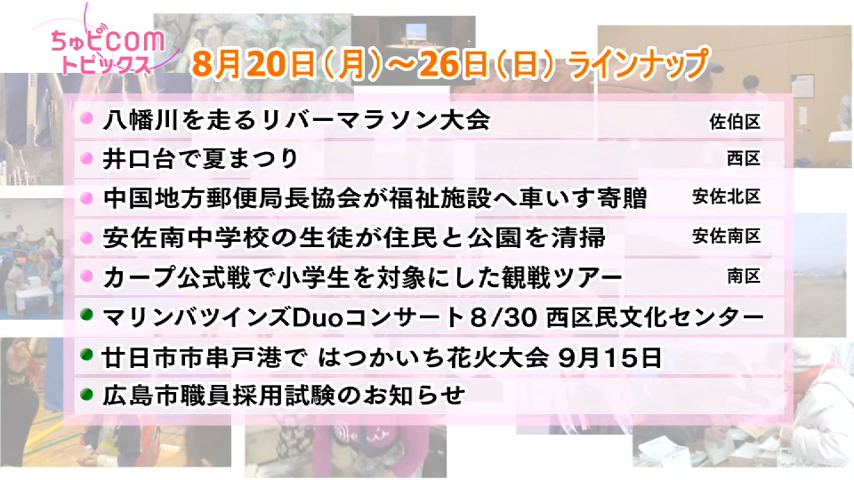 ちゅピCOM
トピックス
8月20日(月)～26日(日) ラインナップ
八幡川を走るリバーマラソン大会 佐伯区
井口台で夏まつり 西区
中国地方郵便局長協会が福祉施設へ車いす寄贈 安佐北区
安佐南中学校の生徒が住民と公園を清掃 安佐南区
カープ公式戦で小学生を対象にした観戦ツアー 南区
マリンバツインズDuoコンサート８/30 西区民文化センター
廿日市市串戸港で はつかいち花火大会 9月15日
広島市職員採用試験のお知らせ